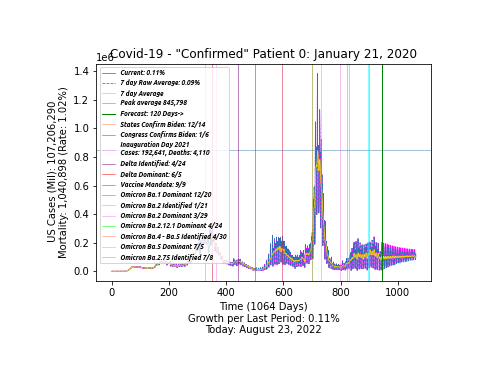 Covid-19 - "Confirmed" Patient 0: January 21, 2020
1e6
1.4
1.2
1.0
0.8
0.6
0.4
0.2
0.0
US Cases (Mil): 107,206,290
Mortality: 1,040,898 (Rate: 1.02%)
Current: 0.11%
7 day Raw Average: 0.09%
7 day Average
Peak average 845,798
Forecast: 120 Days->
States Confirm Biden: 12/14
Congress Confirms Biden: 1/6
Inauguration Day 2021
Cases: 192,641, Deaths: 4,110
Delta Identified: 4/24
Delta Dominant: 6/5
Vaccine Mandate: 9/9
Omicron Ba.1 Dominant 12/20
Omicron Ba.2 Identified 1/21
Omicron Ba.2 Dominant 3/29
Omicron Ba.2.12.1 Dominant 4/24
Omicron Ba.4 - Ba.5 Identified 4/30
Omicron Ba.5 Dominant 7/5
Omicron Ba.2.75 Identified 7/8
0 200 400 600 800 1000
Time (1064 Days)
Growth per Last Period: 0.11%
Today: August 23, 2022